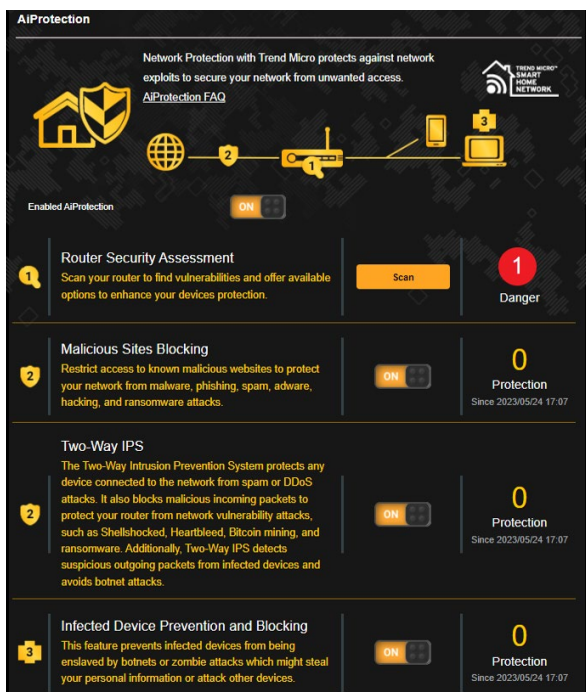 AiProtection
Network Protection with Trend Micro protects against network
exploits to secure your network from unwanted access.
AiProtection FAQ
TREND MICRO™
SMART
HOME
NETWORK
3
2
1
Enabled AiProtection
ON
1
Router Security Assessment
Scan your router to find vulnerabilities and offer available
options to enhance your devices protection.
Scan
1
Danger
2
Malicious Sites Blocking
Restrict access to known malicious websites to protect
your network from malware, phishing, spam, adware,
hacking, and ransomware attacks.
ON
0
Protection
Since 2023/05/24 17:07
2
Two-Way IPS
The Two-Way Intrusion Prevention System protects any
device connected to the network from spam or DDoS
attacks. It also blocks malicious incoming packets to
protect your router from network vulnerability attacks,
such as Shellshocked, Heartbleed, Bitcoin mining, and
ransomware. Additionally, Two-Way IPS detects
suspicious outgoing packets from infected devices and
avoids botnet attacks.
ON
0
Protection
Since 2023/05/24 17:07
3
Infected Device Prevention and Blocking
This feature prevents infected devices from being
enslaved by botnets or zombie attacks which might steal
your personal information or attack other devices.
ON
0
Protection
Since 2023/05/24 17:07